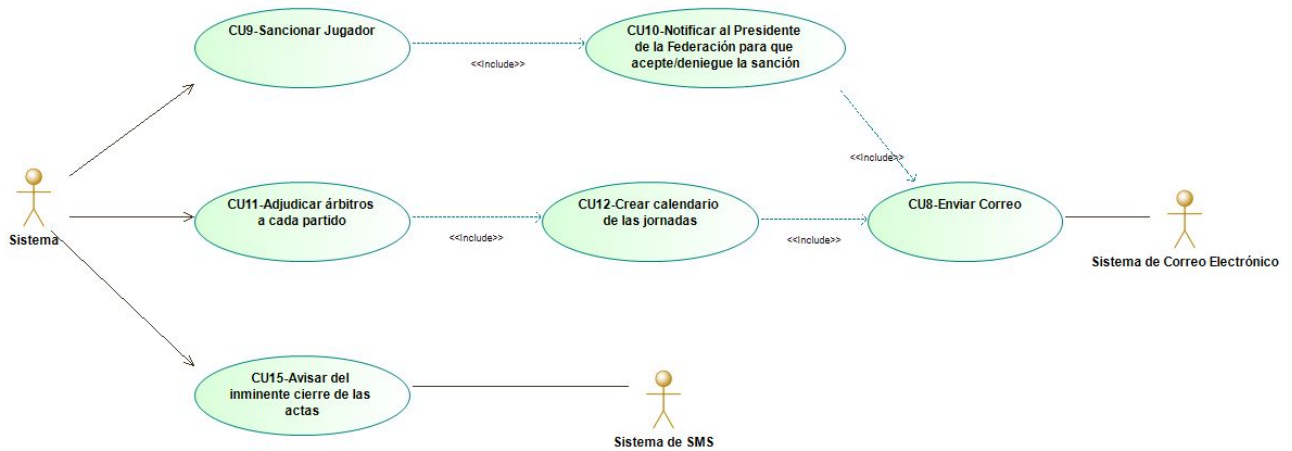 CU9-Sancionar Jugador
<<Include>>
CU10-Notificar al Presidente
de la Federación para que
acepte/deniegue la sanción
<<Include>>
Sistema
CU11-Adjudicar árbitros
a cada partido
<<Include>>
CU12-Crear calendario
de las jornadas
<<Include>>
CU8-Enviar Correo
Sistema de Correo Electrónico
CU15-Avisar del
inminente cierre de las
actas
Sistema de SMS